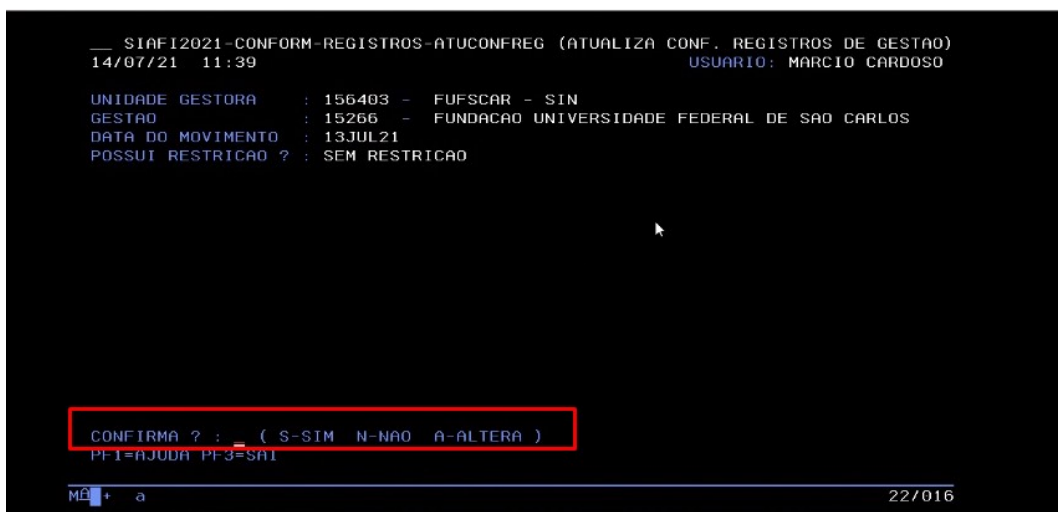 __ SIAFI2021-CONFORM-REGISTROS-ATUCONFREG (ATUALIZA CONF. REGISTROS DE GESTAO)
14/07/21 11:39 USUARIO: MARCIO CARDOSO
UNIDADE GESTORA : 156403 - FUFSCAR - SIN
GESTAO : 15266 - FUNDACAO UNIVERSIDADE FEDERAL DE SAO CARLOS
DATA DO MOVIMENTO : 13JUL21
POSSUI RESTRICAO ? : SEM RESTRICAO
CONFIRMA ? : _ ( S-SIM N-NAO A-ALTERA )
PF1=AJUDA PF3=SAI
MA + a 22/016